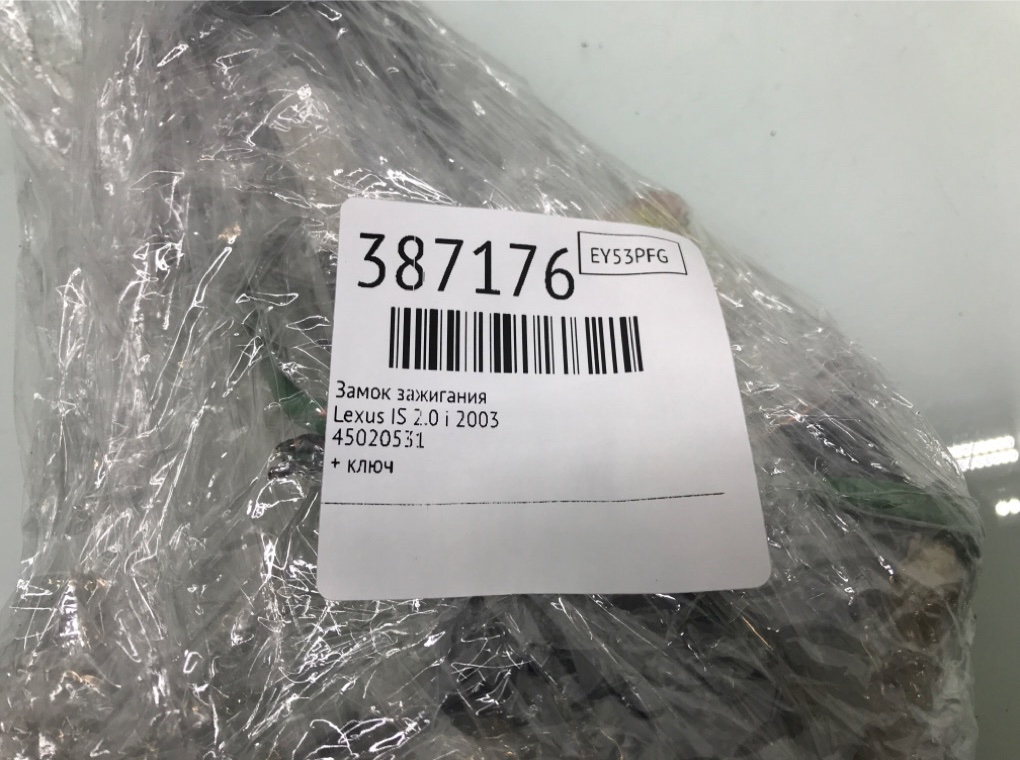 387176
EY53PFG
Замок зажигания
Lexus IS 2.0 i 2003
45020531
+ ключ